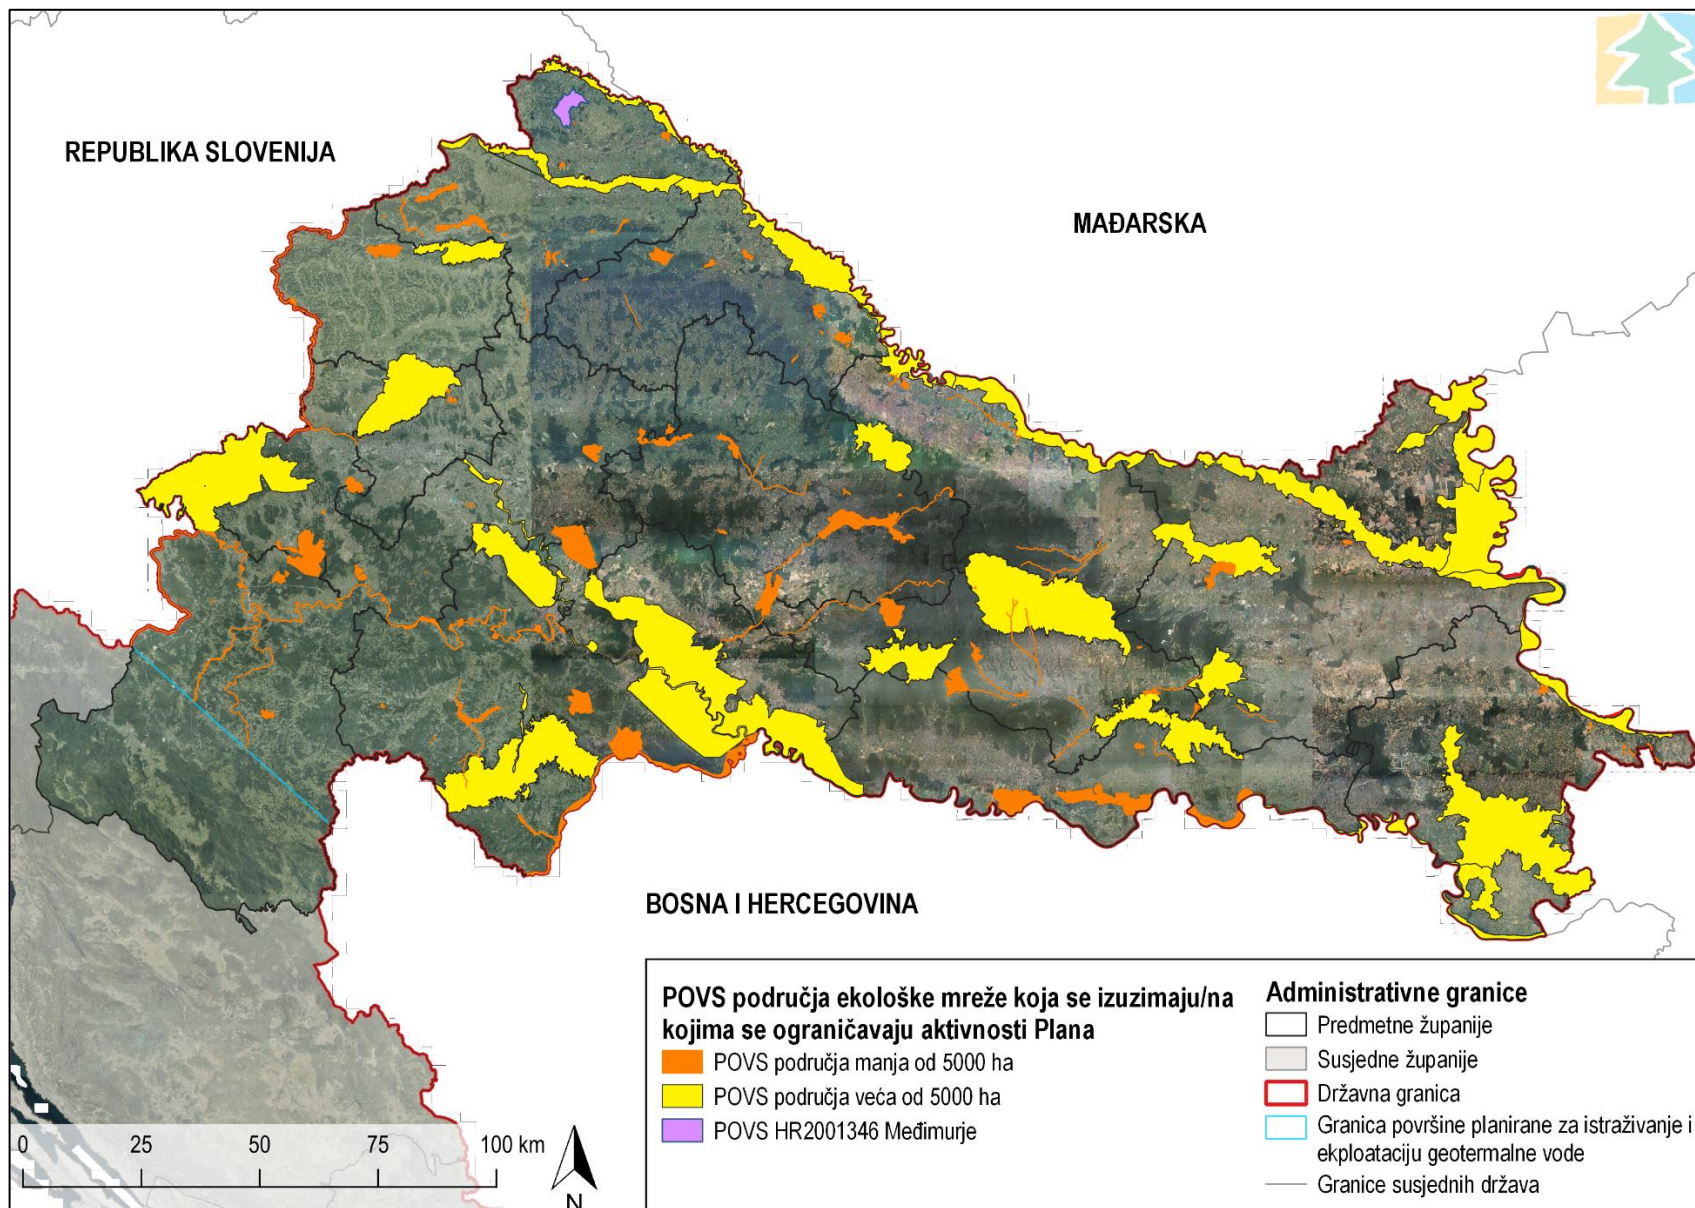 REPUBLIKA SLOVENIJA
MAĐARSKA
BOSNA I HERCEGOVINA
POVS područja ekološke mreže koja se izuzimaju/na
kojima se ograničavaju aktivnosti Plana
POVS područja manja od 5000 ha
POVS područja veća od 5000 ha
POVS HR2001346 Međimurje
Administrativne granice
Predmetne županije
Susjedne županije
Državna granica
Granica površine planirane za istraživanje i
ekploataciju geotermalne vode
Granice susjednih država
0 25 50 75 100 km
N